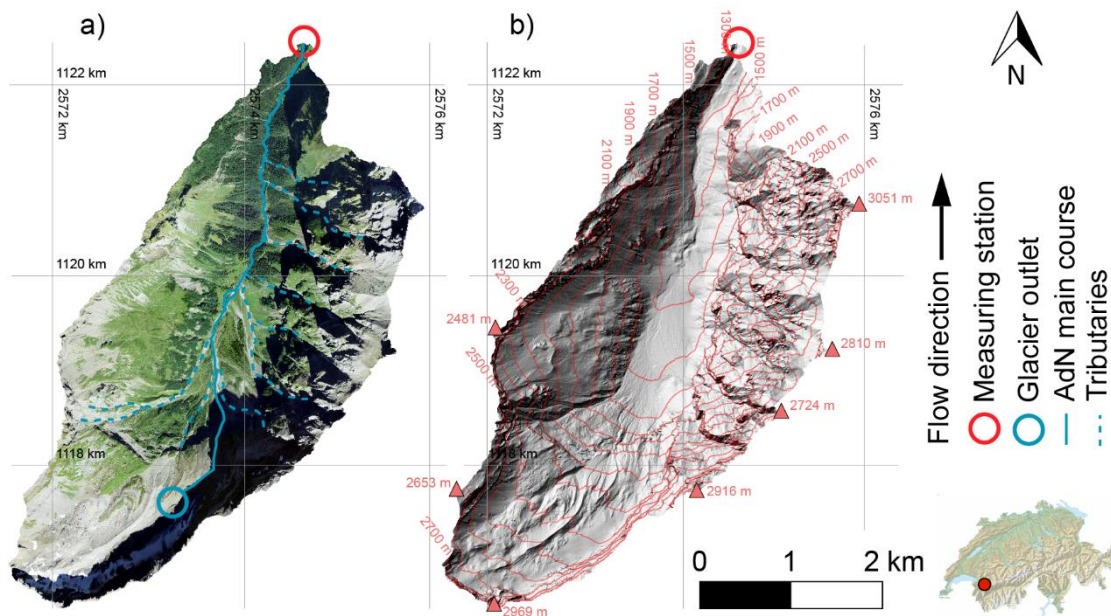 a)
1122 km
2572 km
2574 km
2576 km
1120 km
1118 km
b)
1300 m
1500 m
1500 m
1700 m
1700 m
1900 m
1900 m
2100 m
2100 m
2500 m
2700 m
3051 m
1122 km
2572 km
2576 km
1120 km
2300 m
2481 m
2500 m
2810 m
2724 m
1118 km
2653 m
2916 m
2700 m
2969 m
0 1 2 km
N
Flow direction
Measuring station
Glacier outlet
AdN main course
Tributaries